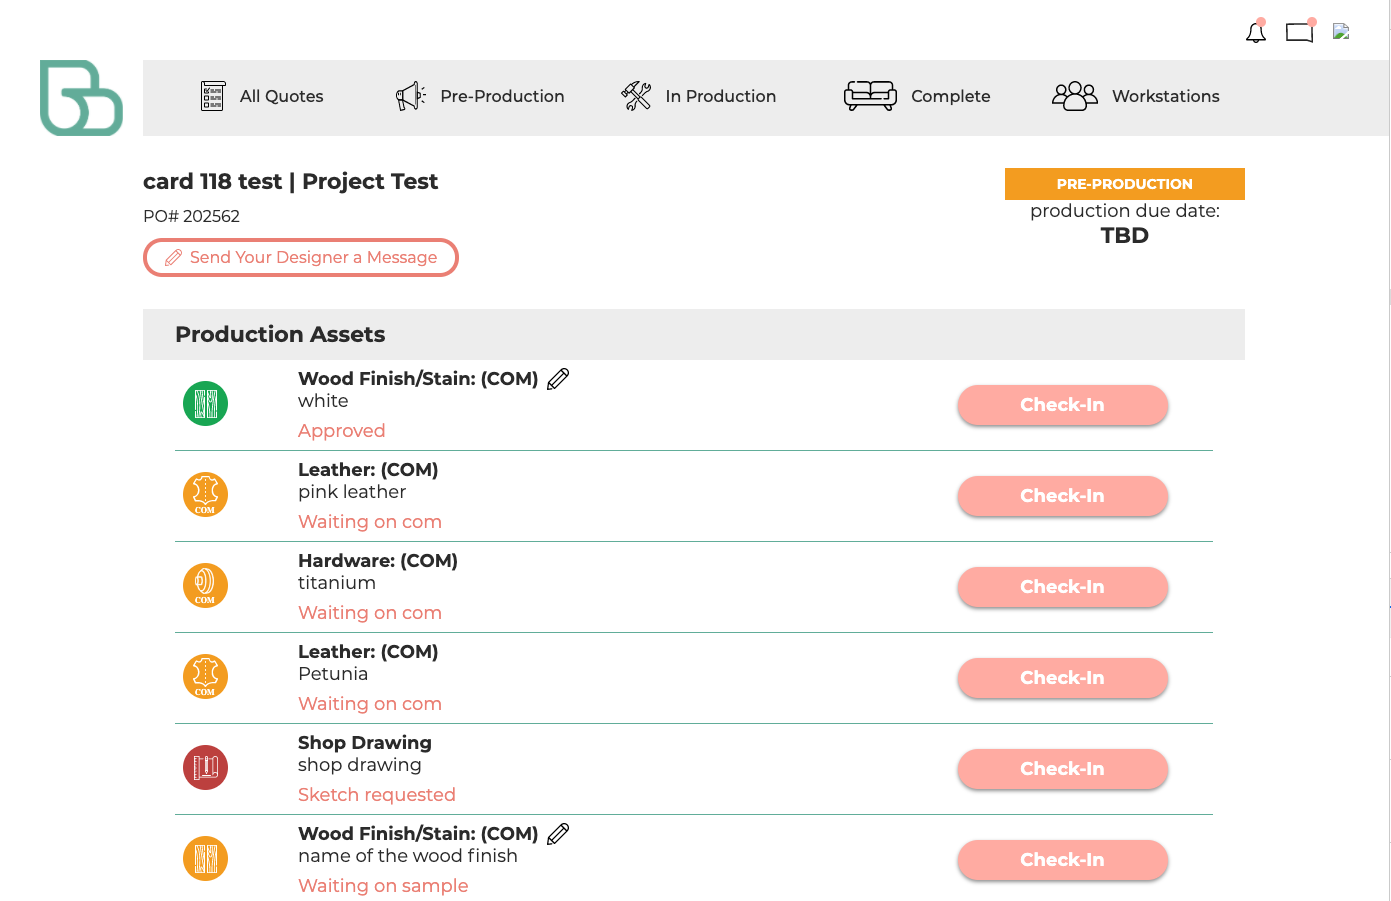 All Quotes
Pre-Production
In Production
Complete
Workstations
card 118 test | Project Test
PRE-PRODUCTION
production due date:
TBD
PO# 202562
Send Your Designer a Message
Production Assets
Wood Finish/Stain: (COM)
white
Approved
Check-In
Leather: (COM)
pink leather
Waiting on com
COM
Check-In
Hardware: (COM)
titanium
Waiting on com
COM
Check-In
Leather: (COM)
Petunia
Waiting on com
COM
Check-In
Shop Drawing
shop drawing
Sketch requested
Check-In
Wood Finish/Stain: (COM)
name of the wood finish
Waiting on sample
Check-In